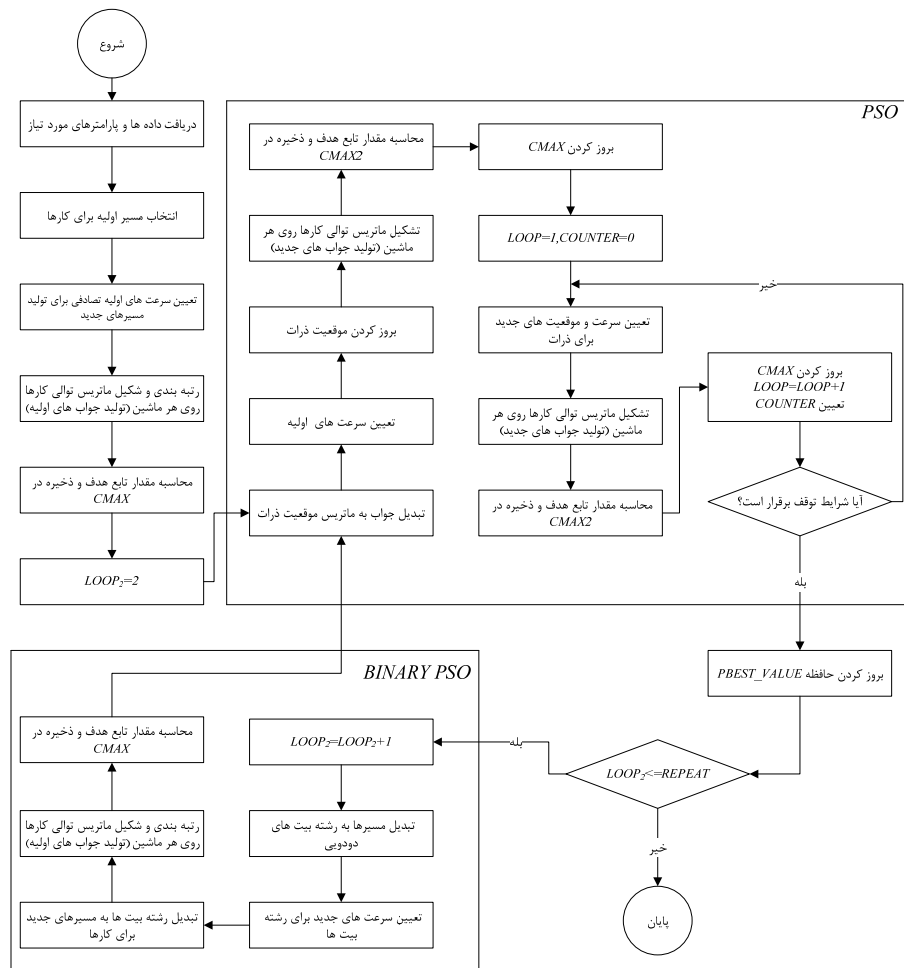 شروع
دریافت داده ها و پارامترهای مورد نیاز
انتخاب مسیر اولیه برای کارها
تعیین سرعت های اولیه تصادفی برای تولید
مسیرهای جدید
رتبه بندی و شکیل ماتریس توالی کارها
روی هر ماشین (تولید جواب های اولیه)
محاسبه مقدار تابع هدف و ذخیره در
CMAX
LOOP₂=2
PSO
تبدیل جواب به ماتریس موقعیت ذرات
تعیین سرعت های اولیه
بروز کردن موقعیت ذرات
تشکیل ماتریس توالی کارها روی هر
ماشین (تولید جواب های جدید)
محاسبه مقدار تابع هدف و ذخیره در
CMAX2
بروز کردن CMAX
LOOP=1,COUNTER=0
خیر
تعیین سرعت و موقعیت های جدید
برای ذرات
تشکیل ماتریس توالی کارها روی هر
ماشین (تولید جواب های جدید)
محاسبه مقدار تابع هدف و ذخیره در
CMAX2
بروز کردن CMAX
LOOP=LOOP+1
تعیین COUNTER
آیا شرایط توقف برقرار است؟
بله
بروز کردن حافظه PBEST_VALUE
LOOP₂<=REPEAT
بله
خیر
پایان
BINARY PSO
LOOP₂=LOOP₂+1
تبدیل مسیرها به رشته بیت های
دودویی
تعیین سرعت های جدید برای رشته
بیت ها
تبدیل رشته بیت ها به مسیرهای جدید
برای کارها
رتبه بندی و شکیل ماتریس توالی کارها
روی هر ماشین (تولید جواب های اولیه)
محاسبه مقدار تابع هدف و ذخیره در
CMAX